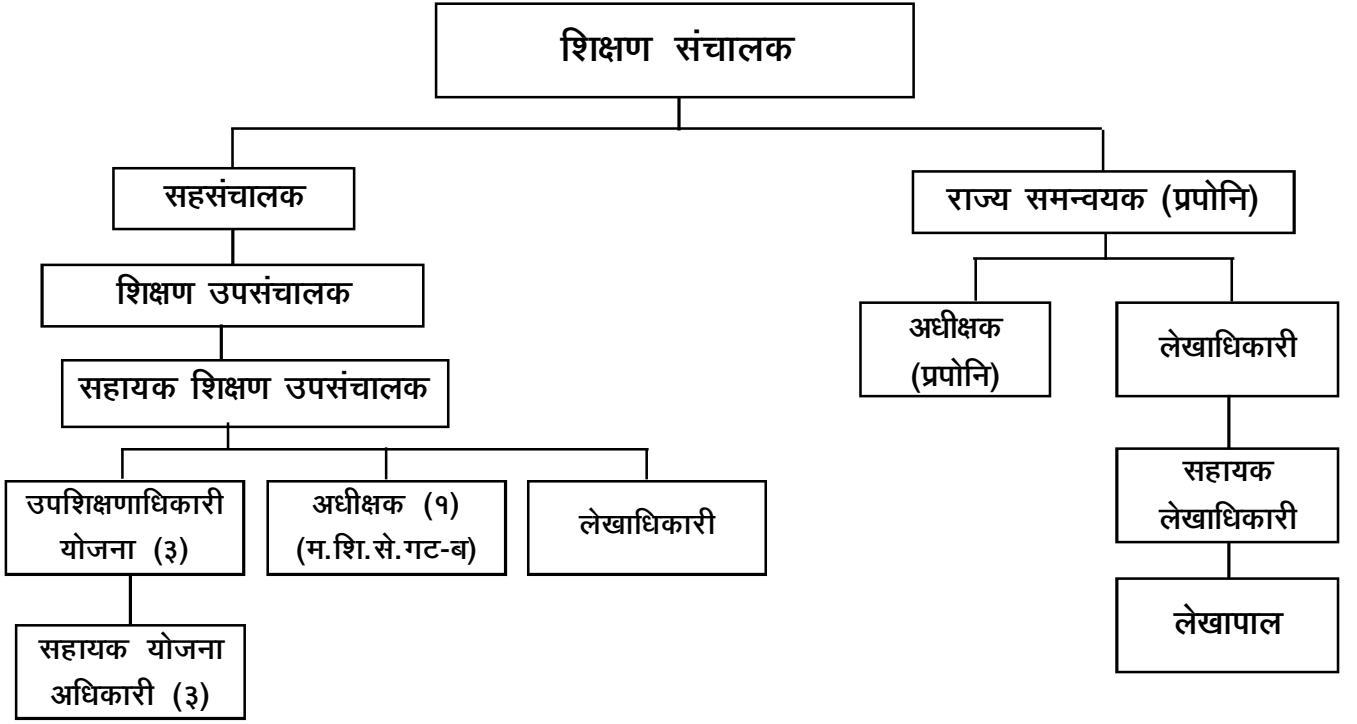 शिक्षण संचालक
सहसंचालक
राज्य समन्वयक (प्रपोनि)
शिक्षण उपसंचालक
अधीक्षक
(प्रपोनि)
लेखाधिकारी
सहायक शिक्षण उपसंचालक
सहायक
लेखाधिकारी
उपशिक्षणाधिकारी
योजना (३)
अधीक्षक (१)
(म.शि.से.गट-ब)
लेखाधिकारी
लेखापाल
सहायक योजना
अधिकारी (३)